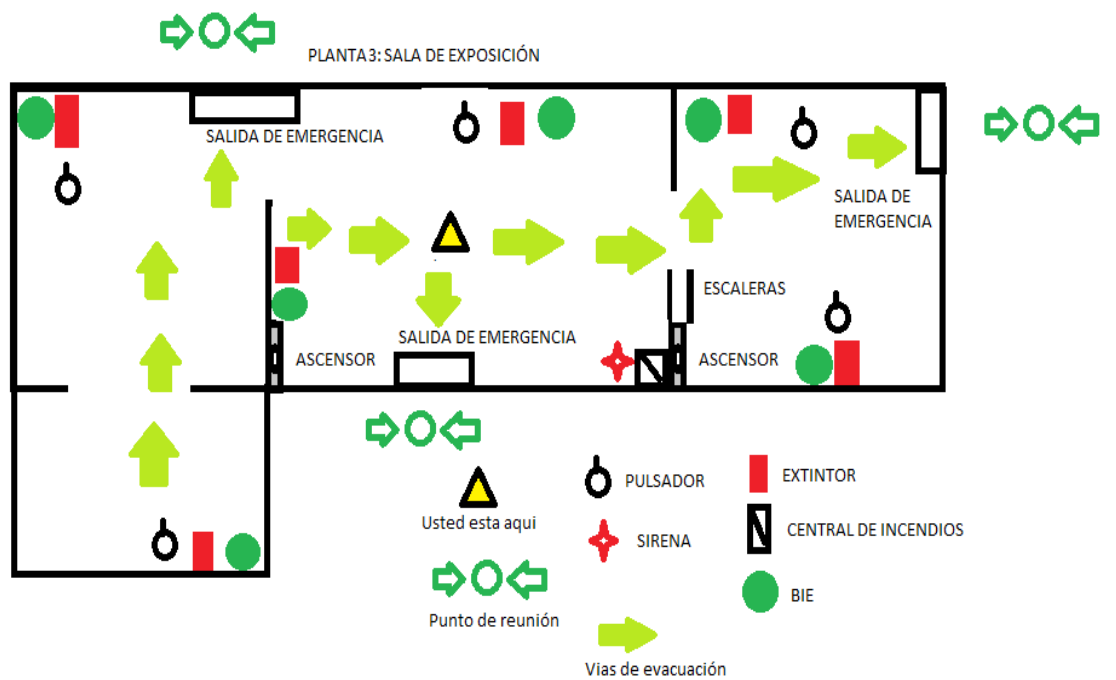 PLANTA 3: SALA DE EXPOSICIÓN
SALIDA DE EMERGENCIA
SALIDA DE
EMERGENCIA
ESCALERAS
SALIDA DE EMERGENCIA
ASCENSOR
ASCENSOR
Usted esta aqui
PULSADOR
EXTINTOR
SIRENA
CENTRAL DE INCENDIOS
Punto de reunión
BIE
Vias de evacuación